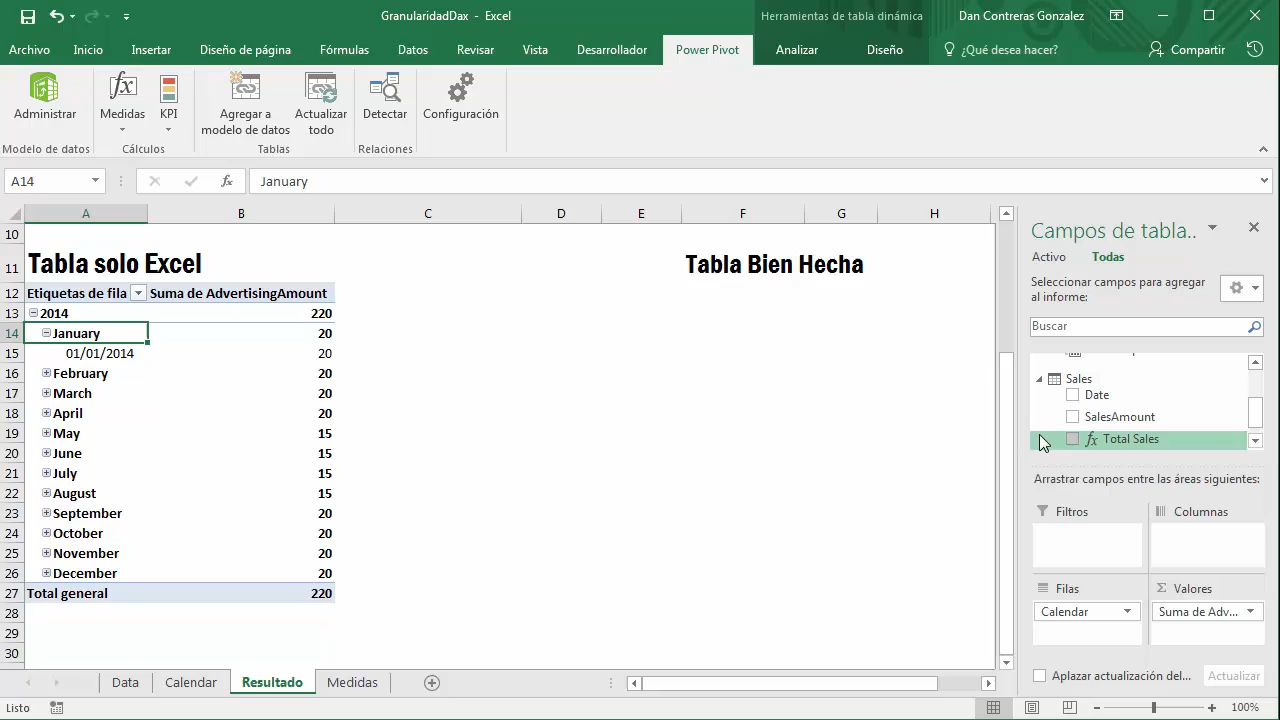 GranularidadDax - Excel
Herramientas de tabla dinámica
Dan Contreras Gonzalez
Archivo Inicio Insertar Diseño de página Fórmulas Datos Revisar Vista Desarrollador Power Pivot Analizar Diseño ¿Qué desea hacer? Compartir
Administrar
Medidas
KPI
Agregar a
modelo de datos
Actualizar
todo
Detectar
Configuración
Modelo de datos
Cálculos
Tablas
Relaciones
A14
fx
January
A B C D E F G H
10
11 Tabla solo Excel Tabla Bien Hecha
12 Etiquetas de fila Suma de AdvertisingAmount
13 2014 220
14 January 20
15 01/01/2014 20
16 February 20
17 March 20
18 April 20
19 May 15
20 June 15
21 July 15
22 August 15
23 September 20
24 October 20
25 November 20
26 December 20
27 Total general 220
28
29
30
Campos de tabla..
Activo Todas
Seleccionar campos para agregar
al informe:
Buscar
Sales
Date
SalesAmount
fx Total Sales
Arrastrar campos entre las áreas siguientes:
Filtros
Columnas
Filas
Σ Valores
Calendar
Suma de Adv...
Aplazar actualización del...
Actualizar
Data Calendar Resultado Medidas
Listo
100%